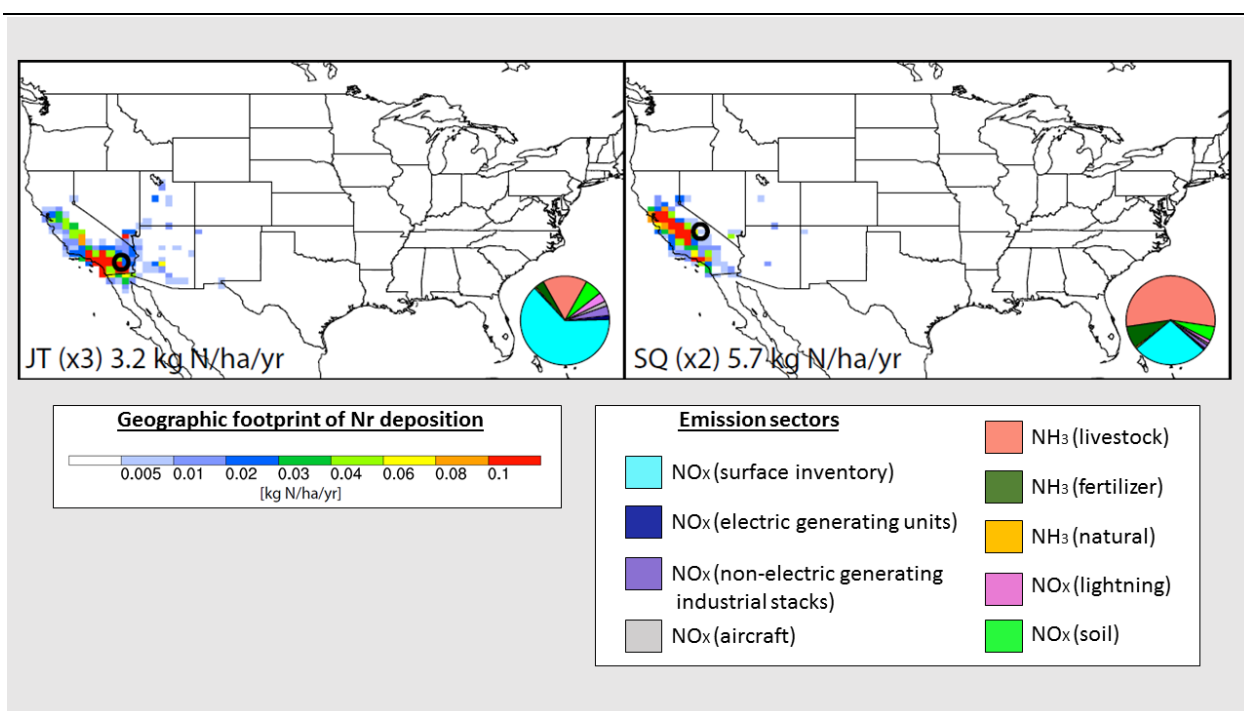 JT (x3) 3.2 kg N/ha/yr
SQ (x2) 5.7 kg N/ha/yr
Geographic footprint of Nr deposition
0.005 0.01 0.02 0.03 0.04 0.06 0.08 0.1
[kg N/ha/yr]
Emission sectors
NOx (surface inventory)
NOx (electric generating units)
NOx (non-electric generating
industrial stacks)
NOx (aircraft)
NH3 (livestock)
NH3 (fertilizer)
NH3 (natural)
NOx (lightning)
NOx (soil)